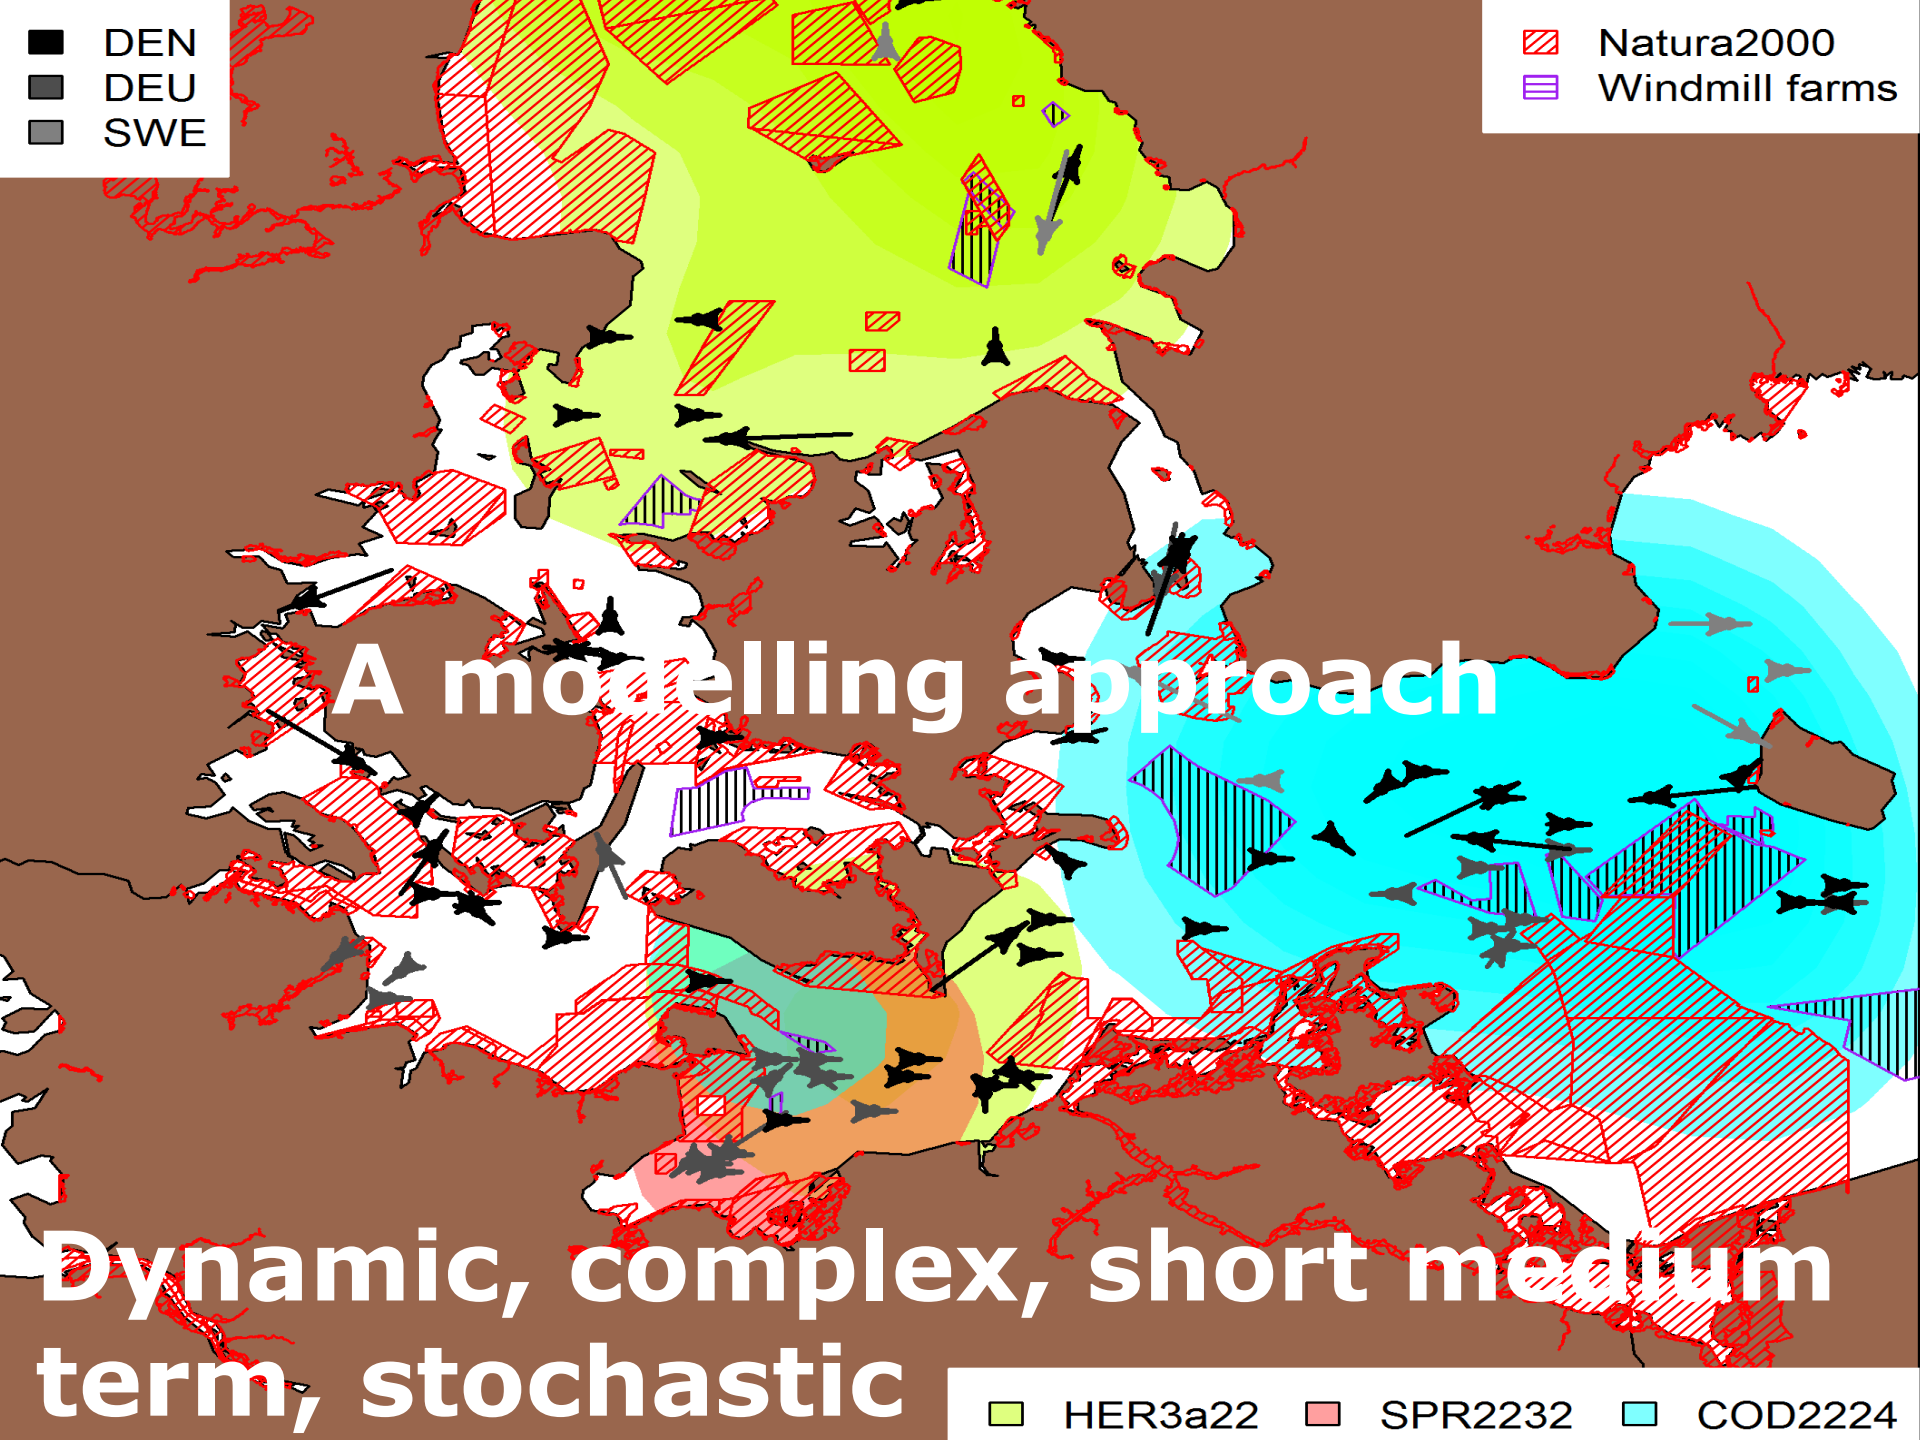 DEN
DEU
SWE
Natura2000
Windmill farms
A modelling approach
Dynamic, complex, short medium
term, stochastic
HER3a22 SPR2232 COD2224